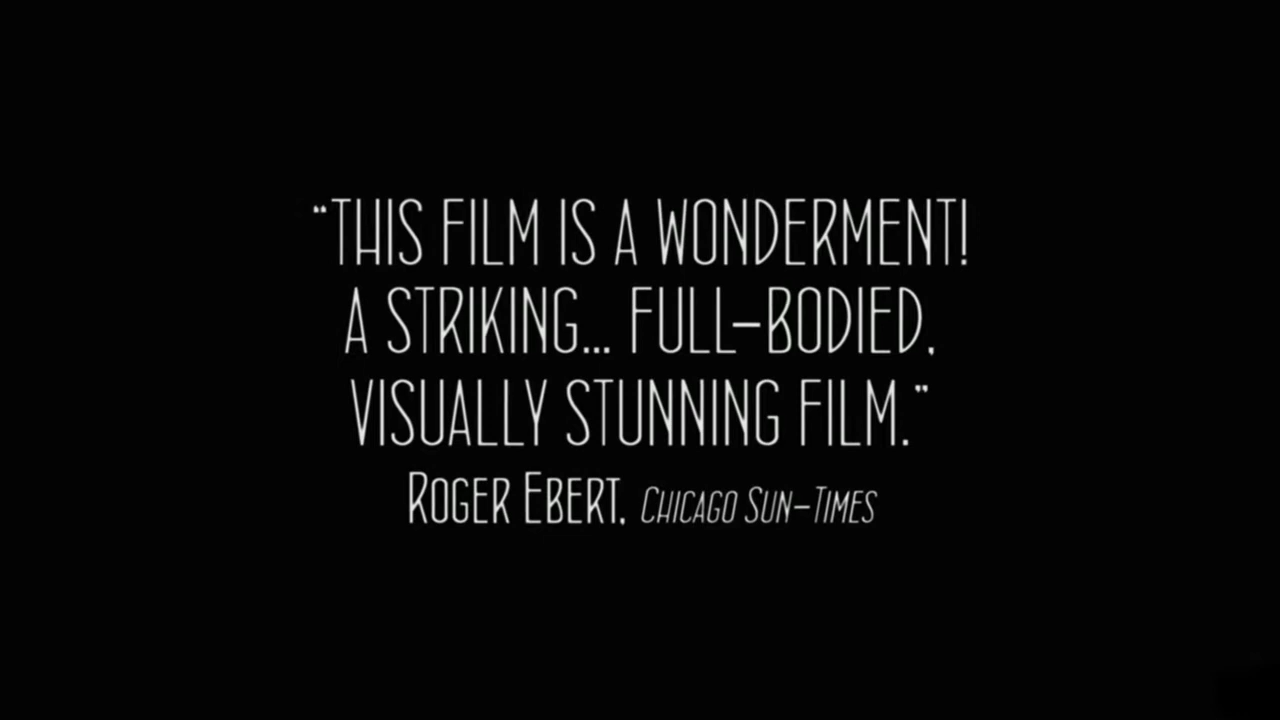 “THIS FILM IS A WONDERMENT!
A STRIKING... FULL-BODIED,
VISUALLY STUNNING FILM.”
ROGER EBERT, CHICAGO SUN-TIMES